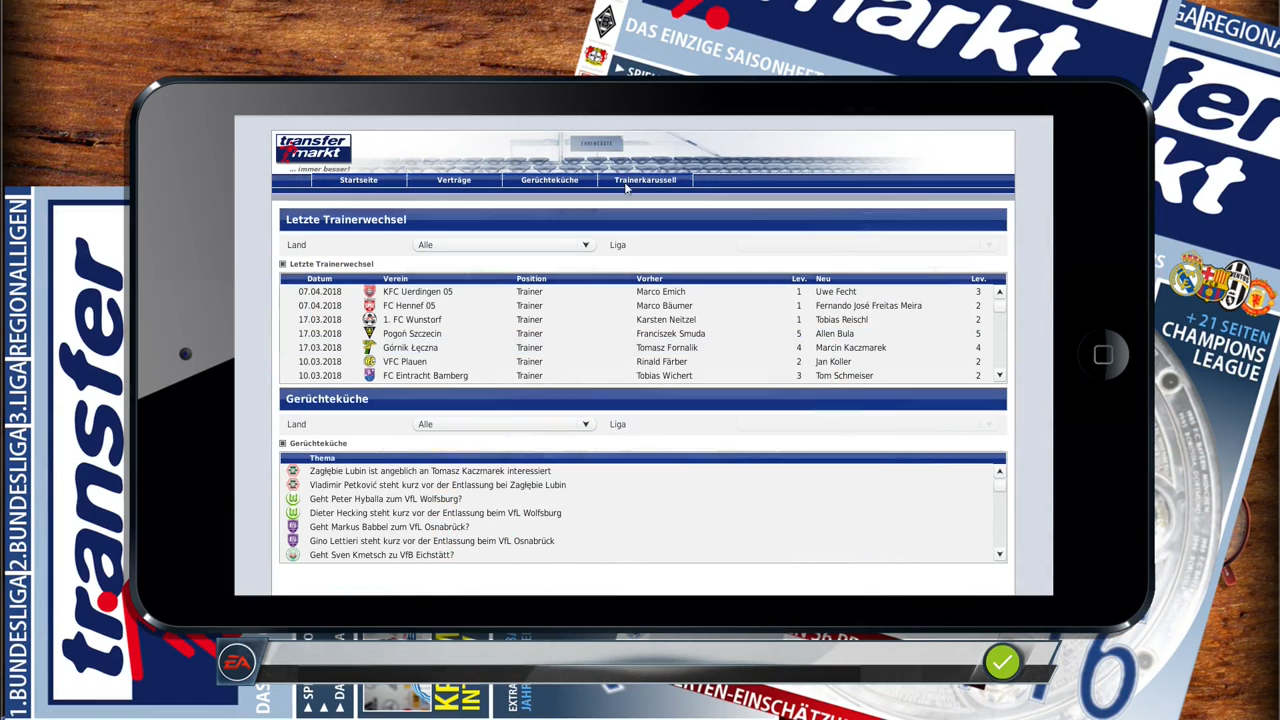 transfer
markt
... immer besser!
TRAINERBÖTE
Startseite Verträge Gerüchteküche Trainerkarussell
Letzte Trainerwechsel
Land Alle Liga
Letzte Trainerwechsel
Datum Verein Position Vorher Lev. Neu Lev.
07.04.2018 KFC Uerdingen 05 Trainer Marco Emich 1 Uwe Fecht 3
07.04.2018 FC Hennef 05 Trainer Marco Bäumer 1 Fernando José Freitas Meira 2
17.03.2018 1. FC Wunstorf Trainer Karsten Neitzel 1 Tobias Reischl 2
17.03.2018 Pogoń Szczecin Trainer Franciszek Smuda 5 Allen Bula 5
17.03.2018 Górnik Łęczna Trainer Tomasz Fornalik 4 Marcin Kaczmarek 4
10.03.2018 VFC Plauen Trainer Rinald Färber 2 Jan Koller 2
10.03.2018 FC Eintracht Bamberg Trainer Tobias Wichert 3 Tom Schmeiser 2
Gerüchteküche
Land Alle Liga
Gerüchteküche
Thema
Zagłębie Lubin ist angeblich an Tomasz Kaczmarek interessiert
Vladimir Petković steht kurz vor der Entlassung bei Zagłębie Lubin
Geht Peter Hyballa zum VfL Wolfsburg?
Dieter Hecking steht kurz vor der Entlassung beim VfL Wolfsburg
Geht Markus Babbel zum VfL Osnabrück?
Gino Lettieri steht kurz vor der Entlassung beim VfL Osnabrück
Geht Sven Kmetsch zu VfB Eichstätt?
EA
1.BUNDESLIGA 2.BUNDESLIGA 3.LIGA REGIONALLIGEN
transfer
DAS
markt
DAS EINZIGE SAISONHEFT
REGIONA
+ 21 SEITEN
CHAMPIONS
LEAGUE
EXTRA